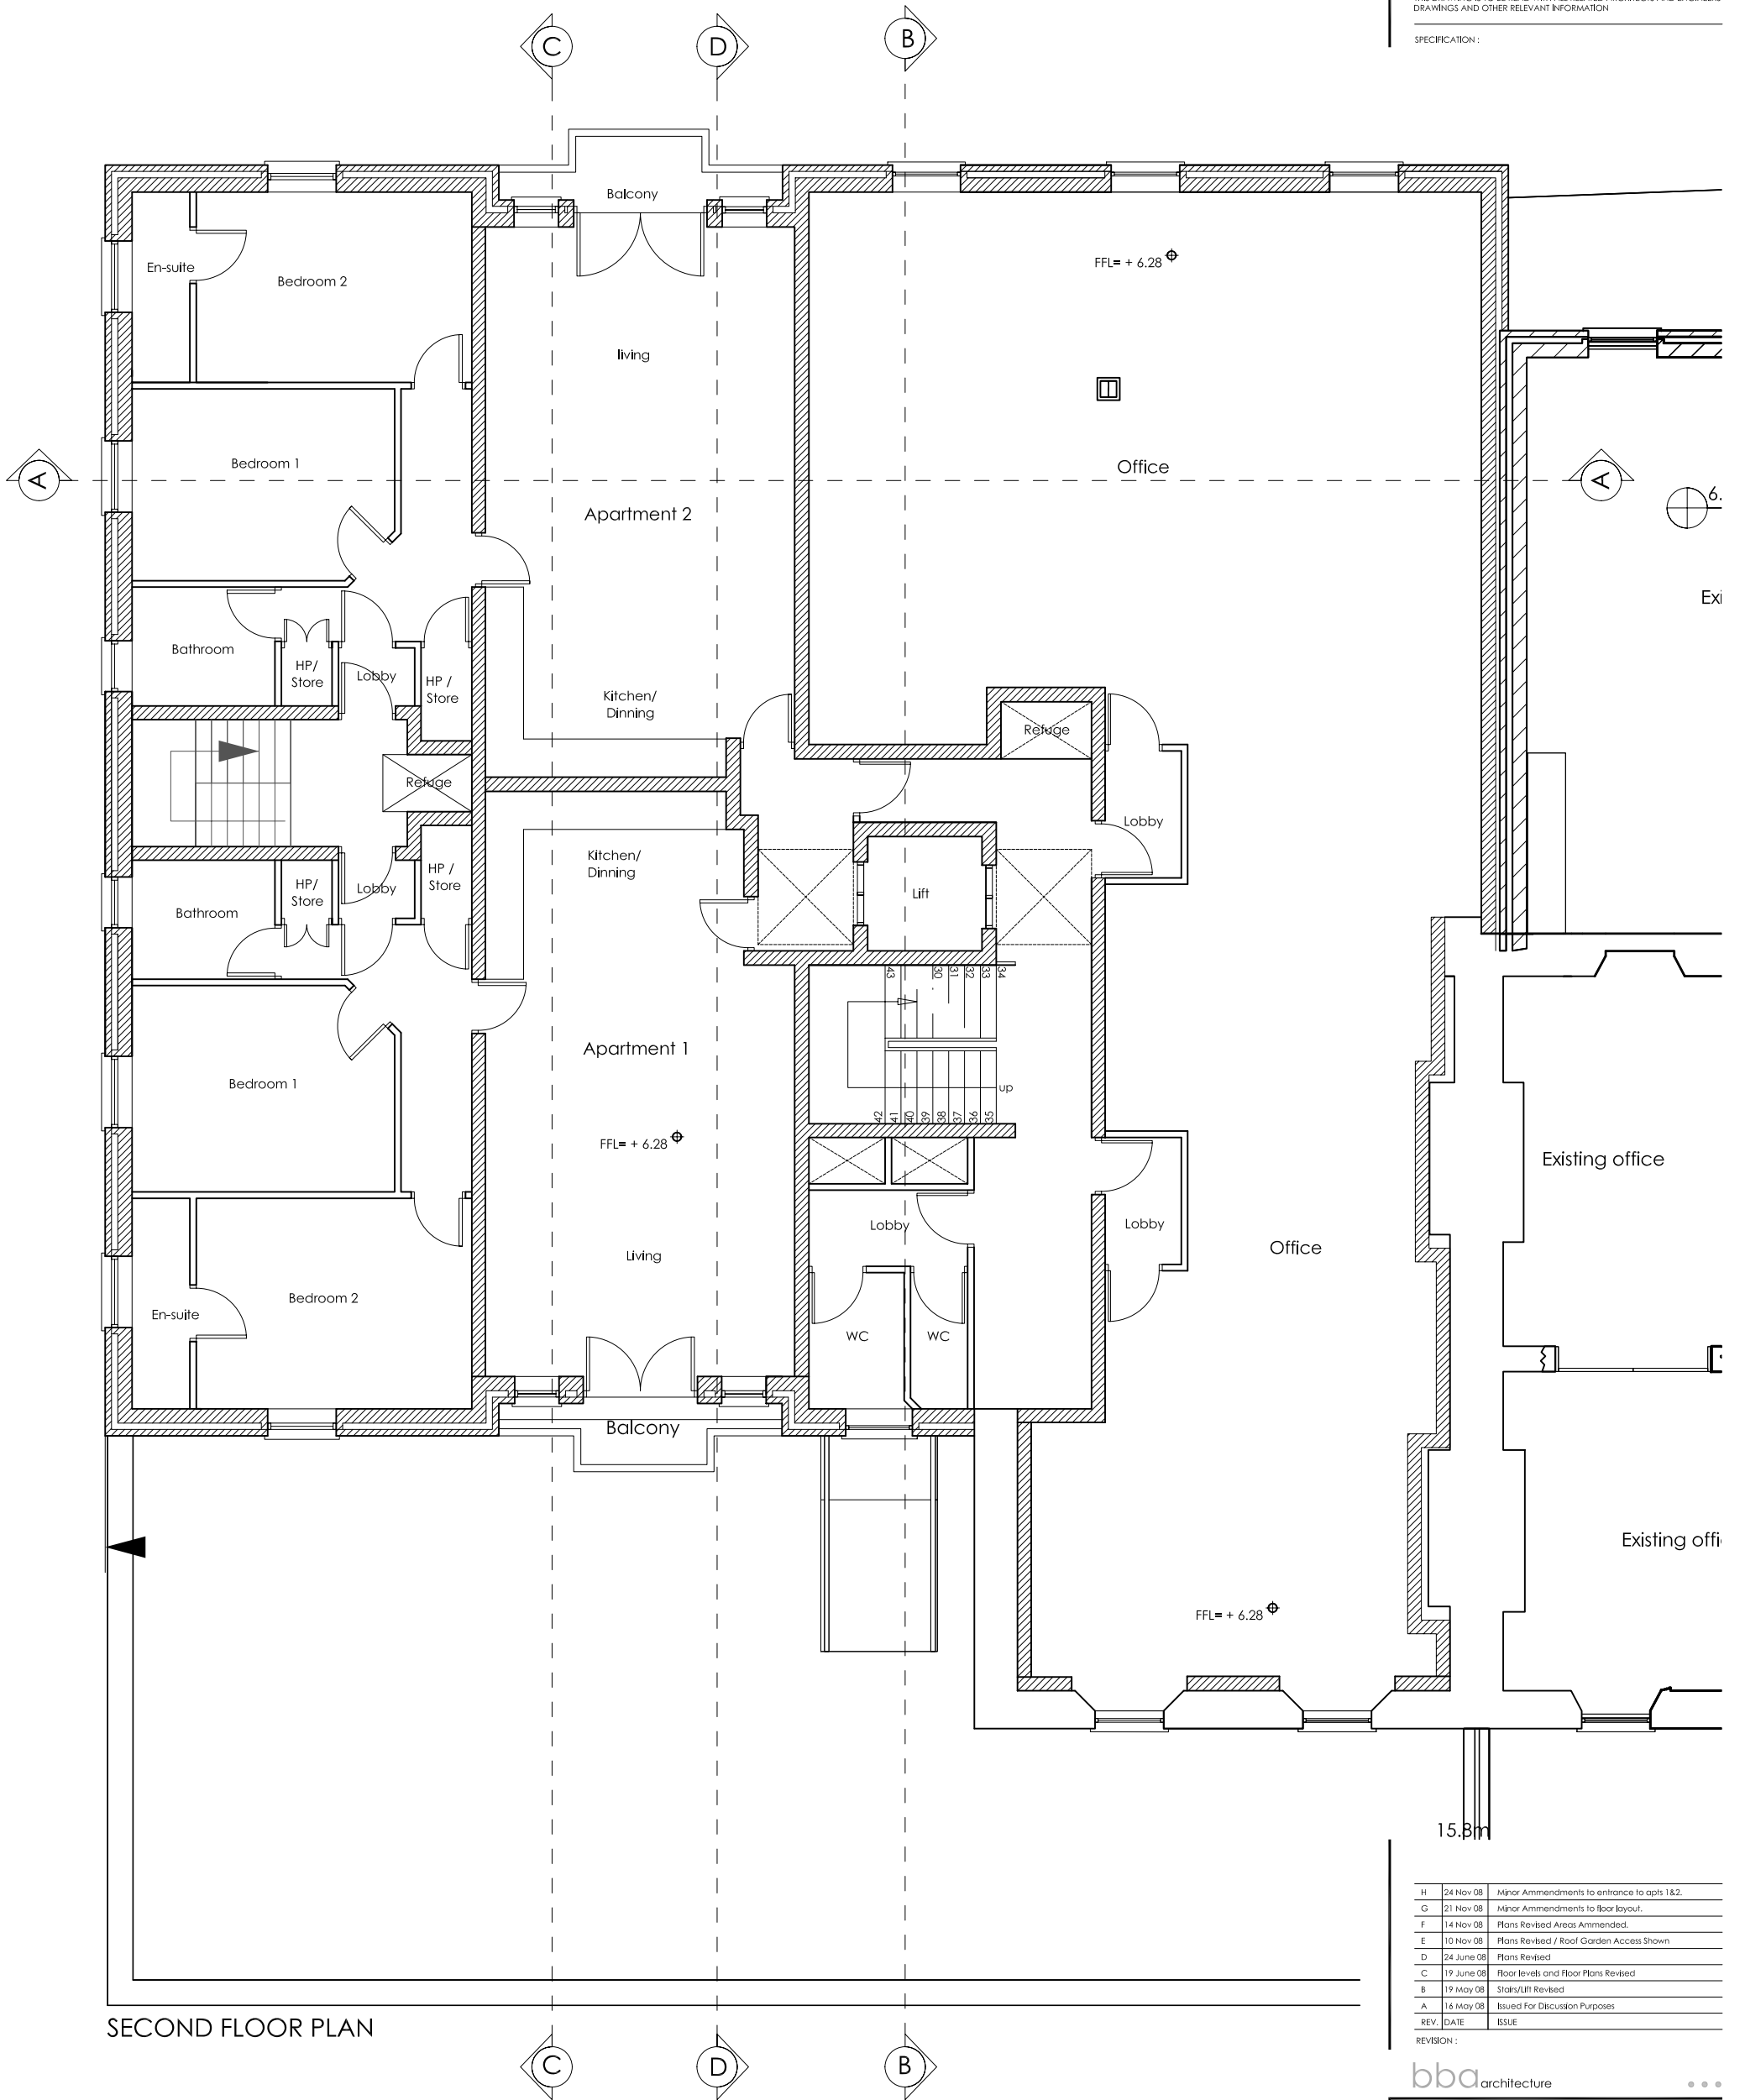 DRAWINGS AND OTHER RELEVANT INFORMATION
SPECIFICATION :
C
D
B
Balcony
En-suite
Bedroom 2
FFL= + 6.28
living
Bedroom 1
Office
A
A
6.
Apartment 2
Exi
Bathroom
HP/
Store
Lobby
HP /
Store
Kitchen/
Dinning
Refuge
Refuge
Lobby
Kitchen/
Dinning
HP /
Store
HP/
Store
Lobby
Lift
Bathroom
43
30
31
32
33
34
Apartment 1
Bedroom 1
up
42
41
40
39
38
37
36
35
FFL= + 6.28
Existing office
Lobby
Lobby
Office
Living
Bedroom 2
En-suite
WC
WC
Balcony
Existing offi
FFL= + 6.28
15.8m
H 24 Nov 08 Minor Ammendments to entrance to apts 1&2.
G 21 Nov 08 Minor Ammendments to floor layout.
F 14 Nov 08 Plans Revised Areas Ammended.
E 10 Nov 08 Plans Revised / Roof Garden Access Shown
D 24 June 08 Plans Revised
C 19 June 08 Floor levels and Floor Plans Revised
B 19 May 08 Stairs/Lift Revised
A 16 May 08 Issued For Discussion Purposes
REV. DATE ISSUE
REVISION :
SECOND FLOOR PLAN
C
D
B
bba architecture